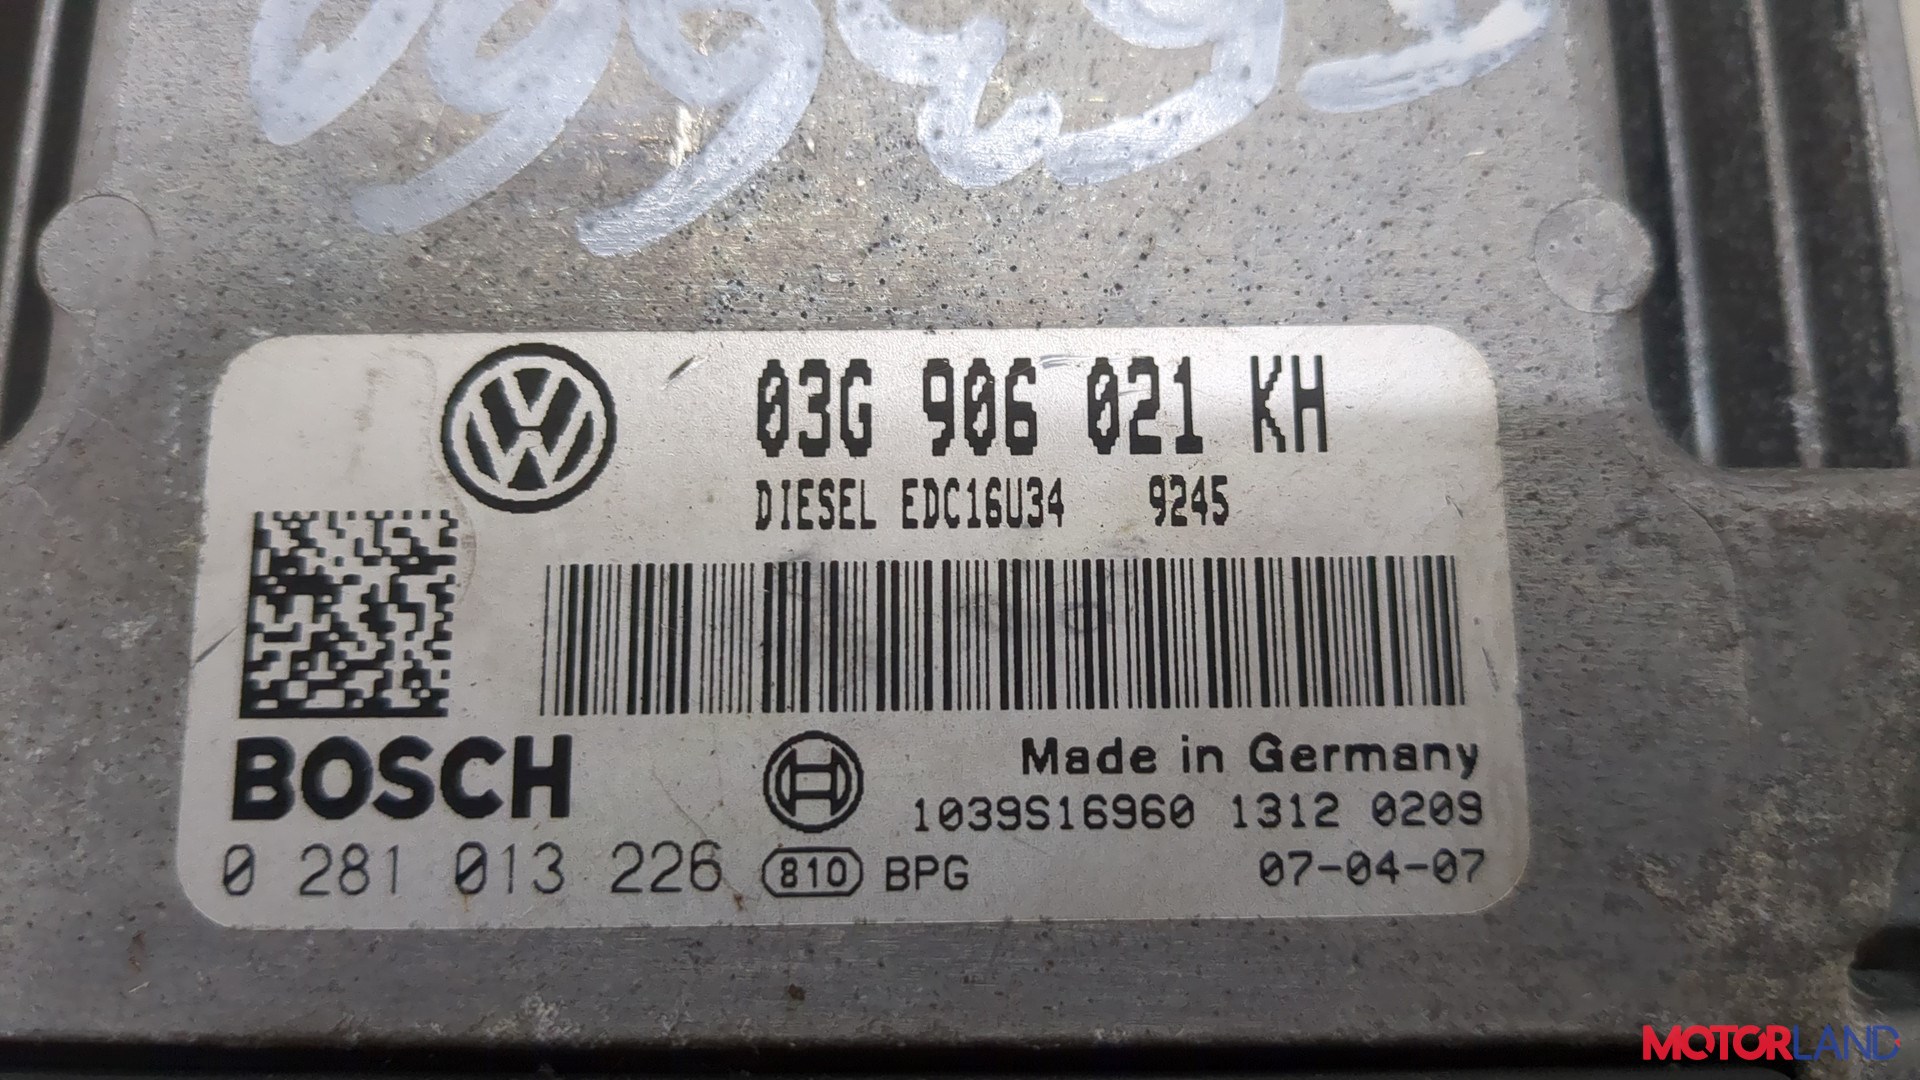 03G 906 021 KH
DIESEL EDC16U34 9245
BOSCH
Made in Germany
1039S16960 1312 0209
0 281 013 226 810 BPG 07-04-07
MOTORLAND